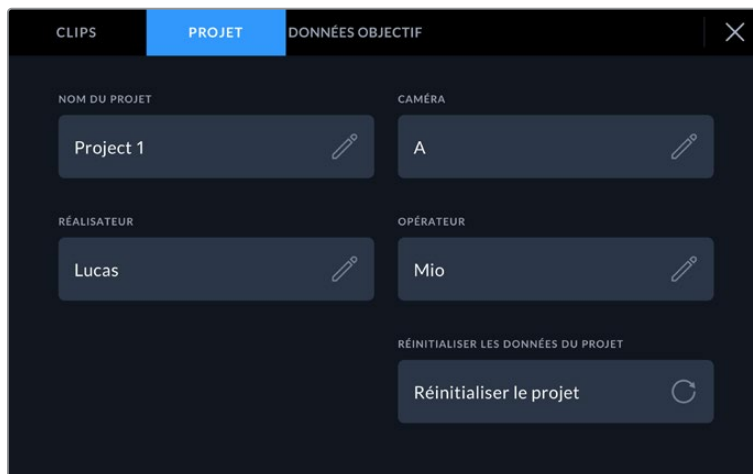 CLIPS PROJET DONNÉES OBJECTIF
NOM DU PROJET CAMÉRA
Project 1 A
RÉALISATEUR OPÉRATEUR
Lucas Mio
RÉINITIALISER LES DONNÉES DU PROJET
Réinitialiser le projet